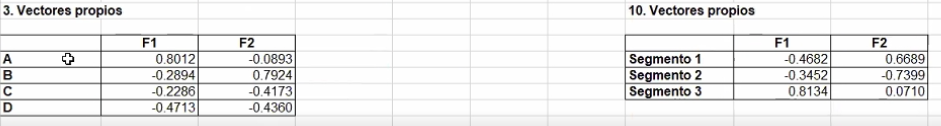 3. Vectores propios
F1 F2
A 0.8012 -0.0893
B -0.2894 0.7924
C -0.2286 -0.4173
D -0.4713 -0.4360
10. Vectores propios
F1 F2
Segmento 1 -0.4682 0.6689
Segmento 2 -0.3452 -0.7399
Segmento 3 0.8134 0.0710